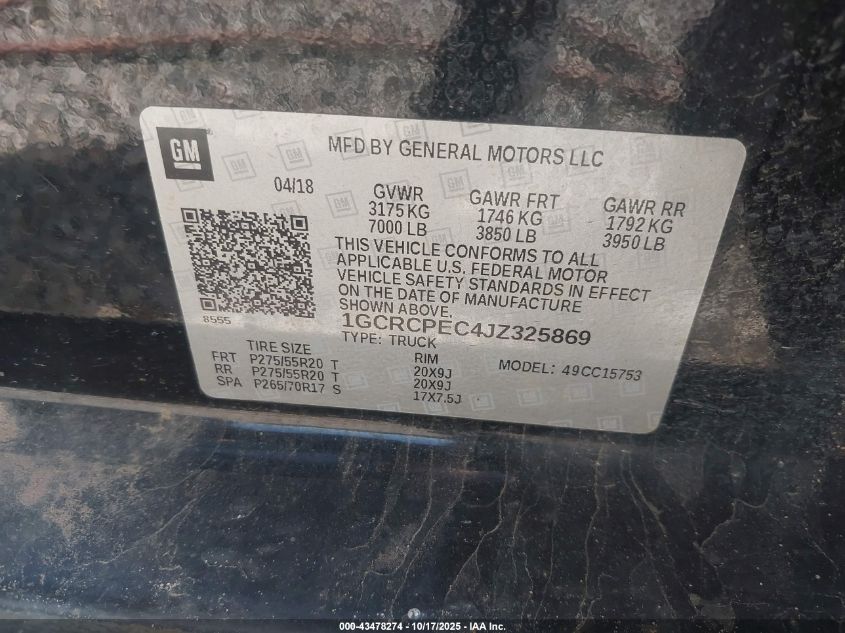 GM
MFD BY GENERAL MOTORS LLC
04/18 GVWR GAWR FRT GAWR RR
3175 KG 1746 KG 1792 KG
7000 LB 3850 LB 3950 LB
THIS VEHICLE CONFORMS TO ALL
APPLICABLE U.S. FEDERAL MOTOR
VEHICLE SAFETY STANDARDS IN EFFECT
ON THE DATE OF MANUFACTURE
SHOWN ABOVE.
8555
1GCRCPEC4JZ325869
TYPE: TRUCK
TIRE SIZE RIM MODEL: 49CC15753
FRT P275/55R20 T 20X9J
RR P275/55R20 T 20X9J
SPA P265/70R17 S 17X7.5J
000-43478274 - 10/17/2025 - IAA Inc.